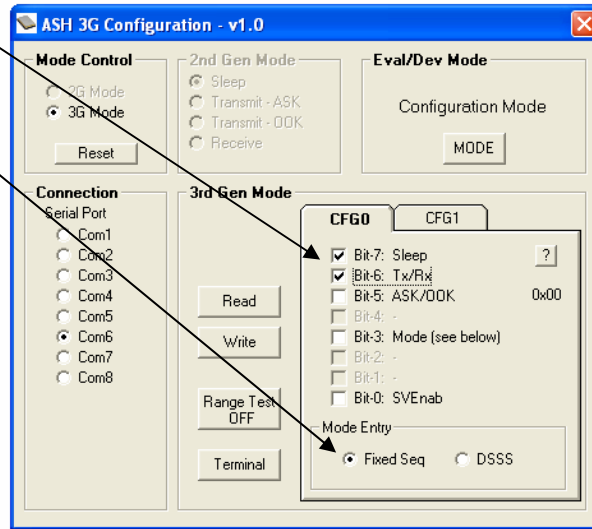 ASH 3G Configuration - v1.0
Mode Control
2G Mode
3G Mode
Reset
2nd Gen Mode
Sleep
Transmit - ASK
Transmit - OOK
Receive
Eval/Dev Mode
Configuration Mode
MODE
Connection
Serial Port
Com1
Com2
Com3
Com4
Com5
Com6
Com7
Com8
3rd Gen Mode
Read
Write
Range Test
OFF
Terminal
CFG0 CFG1
Bit-7: Sleep ?
Bit-6: Tx/Rx
Bit-5: ASK/OOK 0x00
Bit-4: -
Bit-3: Mode (see below)
Bit-2: -
Bit-1: -
Bit-0: SVEnab
Mode Entry
Fixed Seq DSSS